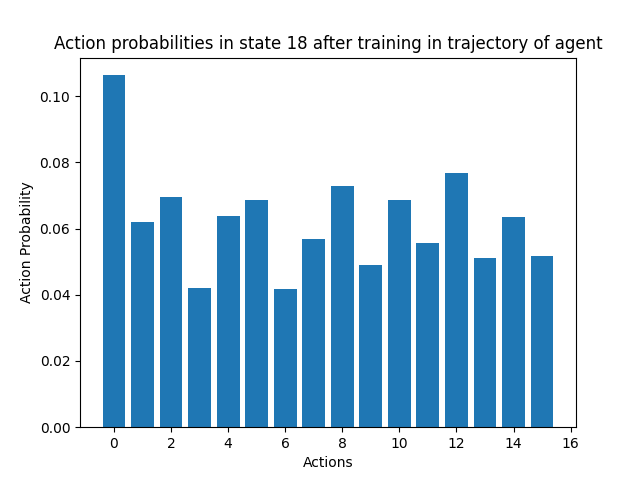 Action probabilities in state 18 after training in trajectory of agent
0.10
0.08
0.06
0.04
0.02
0.00
Action Probability
0 2 4 6 8 10 12 14 16
Actions